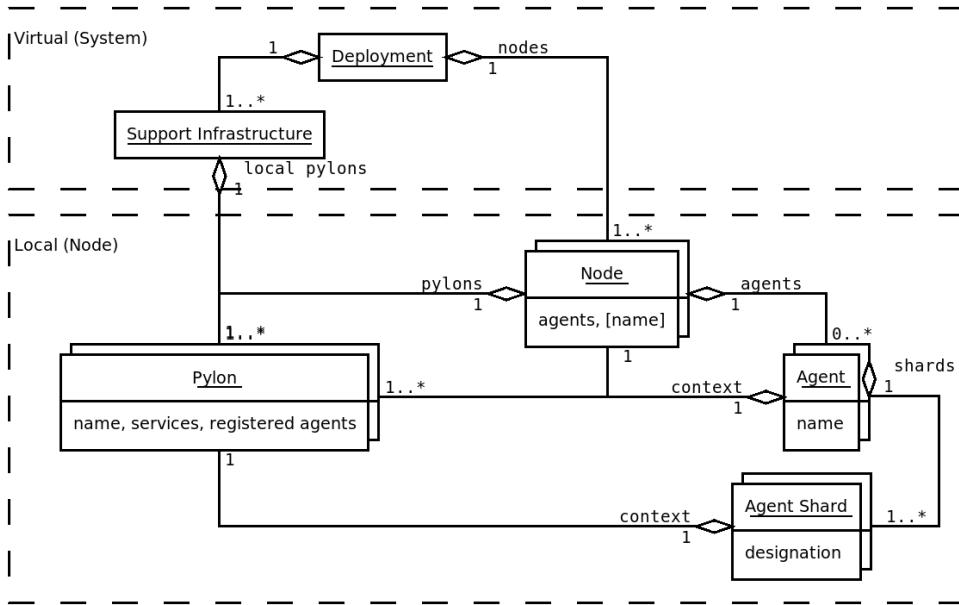 Virtual (System)
1
Deployment
nodes
1
1..*
Support Infrastructure
local pylons
1
Local (Node)
1..*
Node
pylons
1
agents
1
agents, [name]
1..*
0..*
1
Pylon
1..*
context
1
Agent
shards
1
name, services, registered agents
name
1
Agent Shard
context
1
1..*
designation